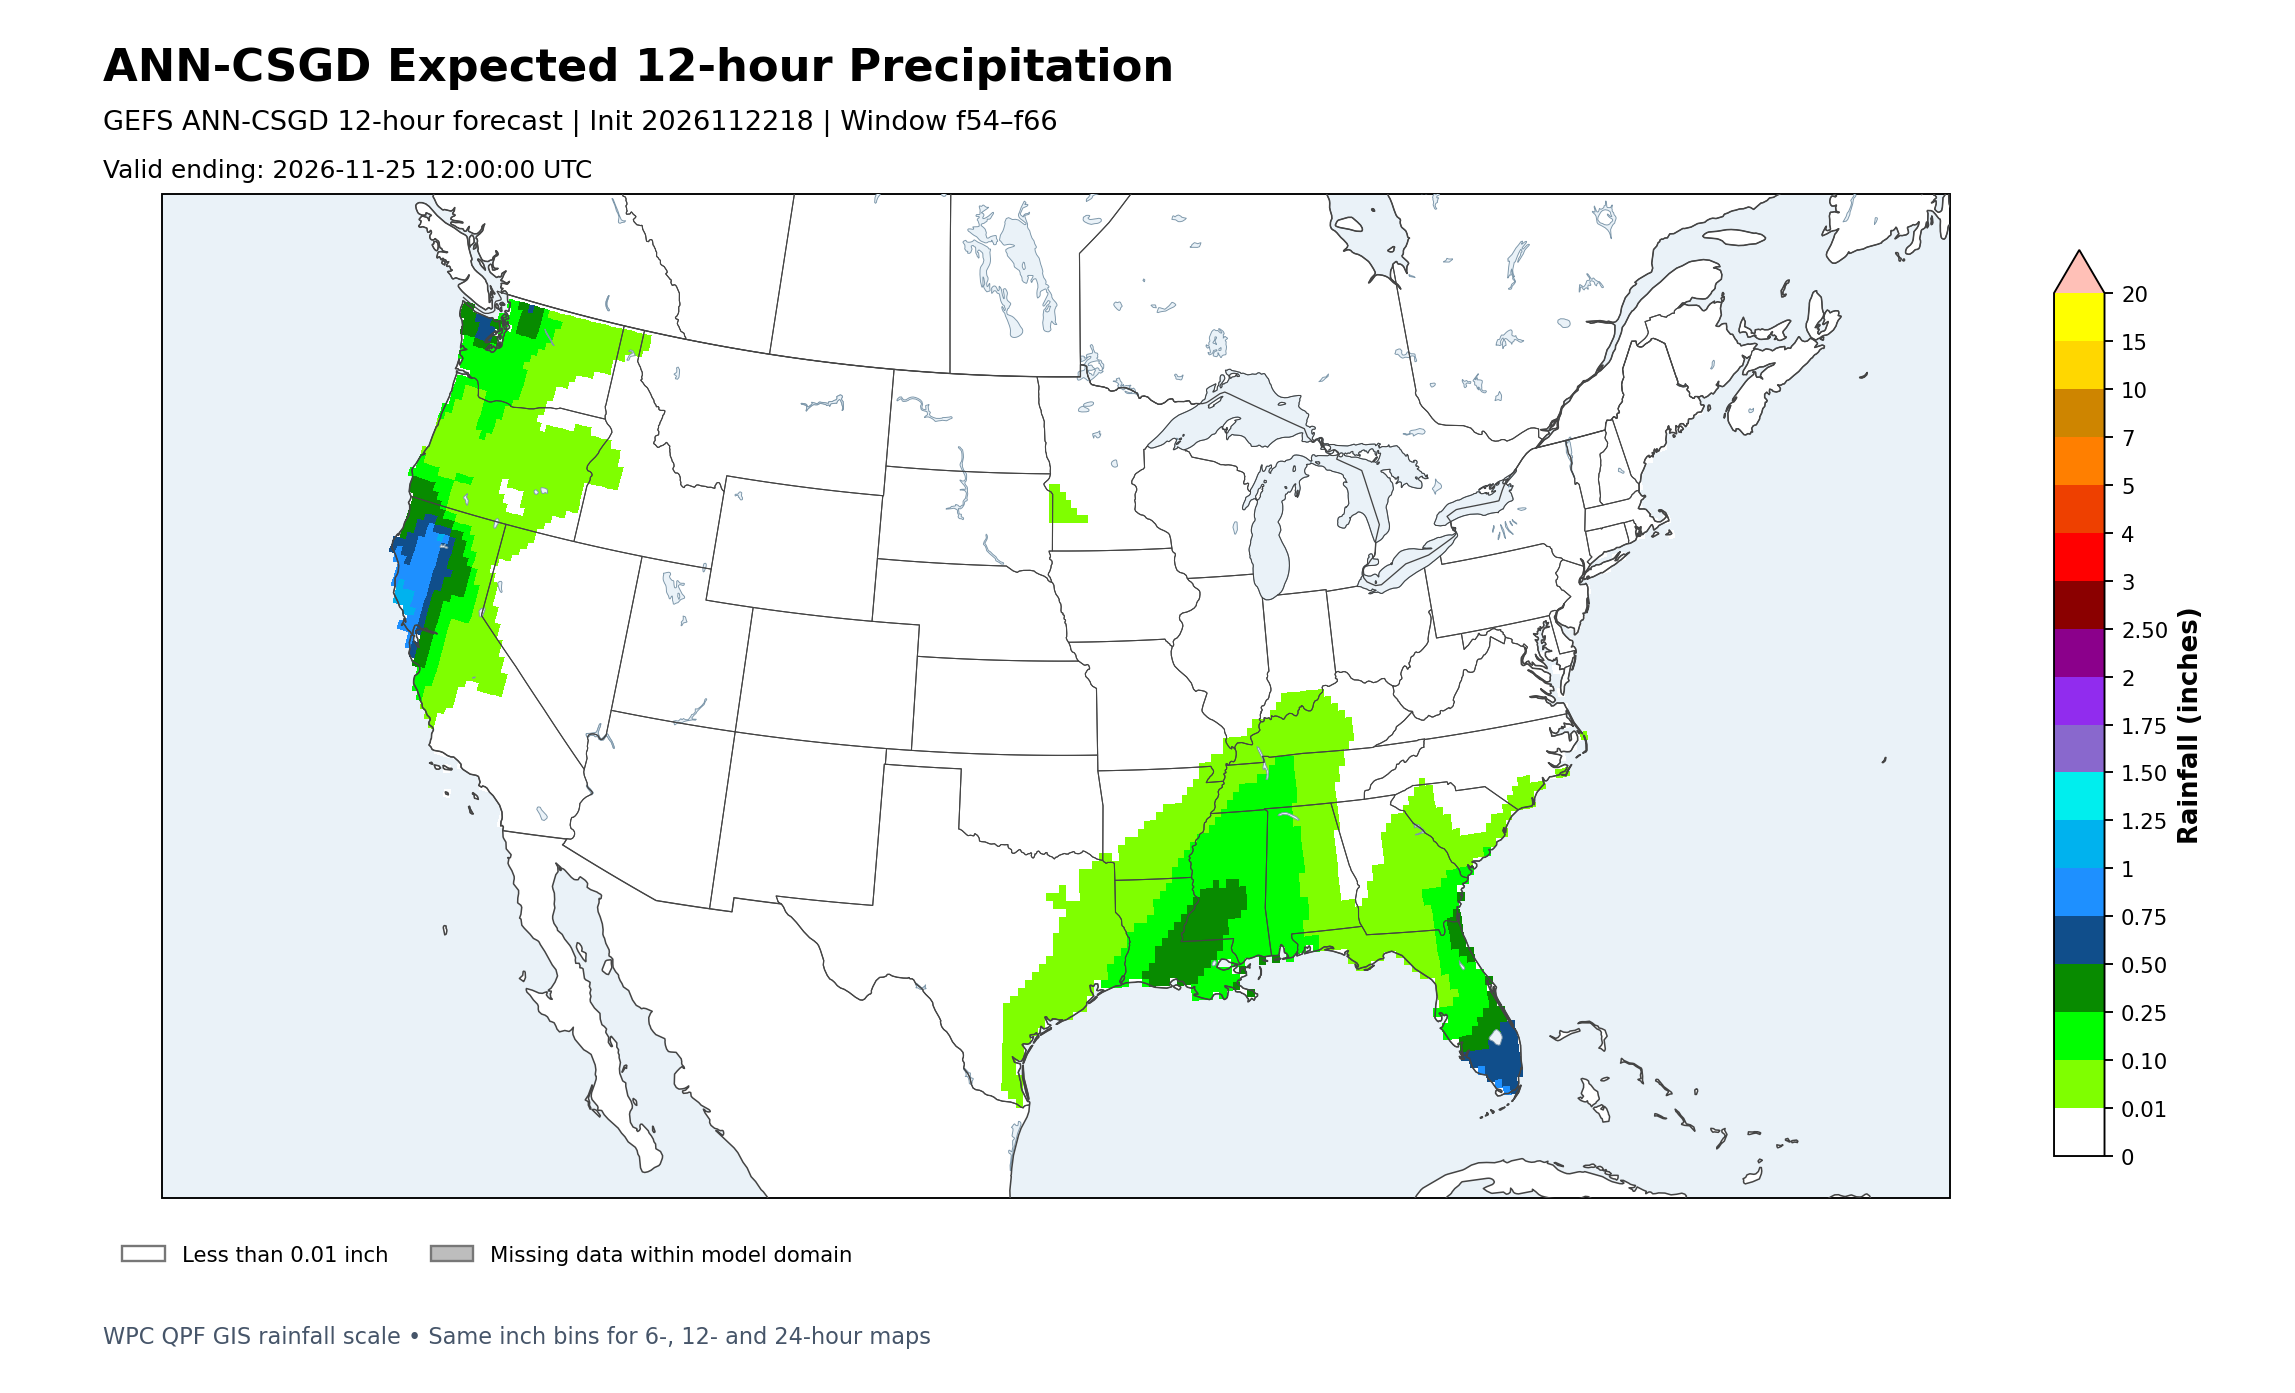 ANN-CSGD Expected 12-hour Precipitation
GEFS ANN-CSGD 12-hour forecast | Init 2026112218 | Window f54–f66
Valid ending: 2026-11-25 12:00:00 UTC
20
15
10
7
5
4
3
2.50
2
1.75
1.50
1.25
1
0.75
0.50
0.25
0.10
0.01
0
Rainfall (inches)
Less than 0.01 inch
Missing data within model domain
WPC QPF GIS rainfall scale • Same inch bins for 6-, 12- and 24-hour maps